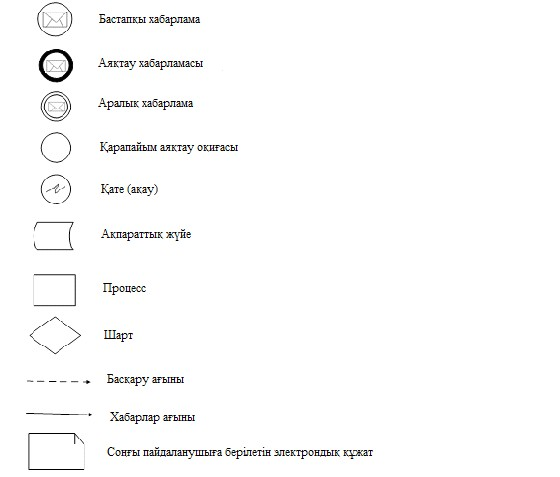 Бастапқы хабарлама
Аяқтау хабарламасы
Аралық хабарлама
Қарапайым аяқтау оқиғасы
Қате (ақау)
Ақпараттық жүйе
Процесс
Шарт
Басқару ағыны
Хабарлар ағыны
Соңғы пайдаланушыға берілетін электрондық құжат